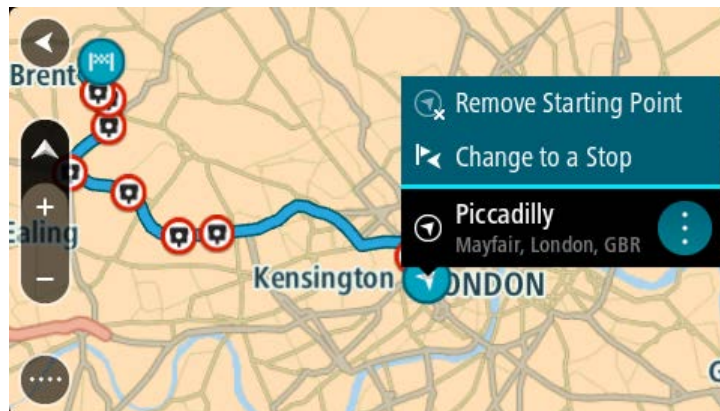 Brent
Remove Starting Point
Change to a Stop
Piccadilly
Mayfair, London, GBR
Ealing
Kensington
ONDON
G